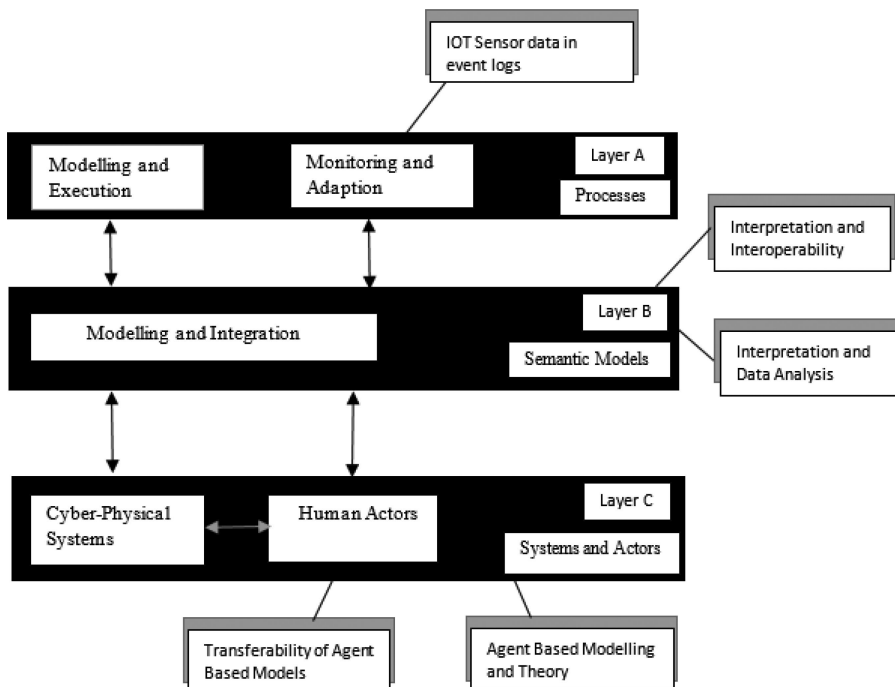 IOT Sensor data in
event logs
Modelling and
Execution
Monitoring and
Adaption
Layer A
Processes
Interpretation and
Interoperability
Modelling and Integration
Layer B
Semantic Models
Interpretation and
Data Analysis
Cyber-Physical
Systems
Human Actors
Layer C
Systems and Actors
Transferability of Agent
Based Models
Agent Based Modelling
and Theory